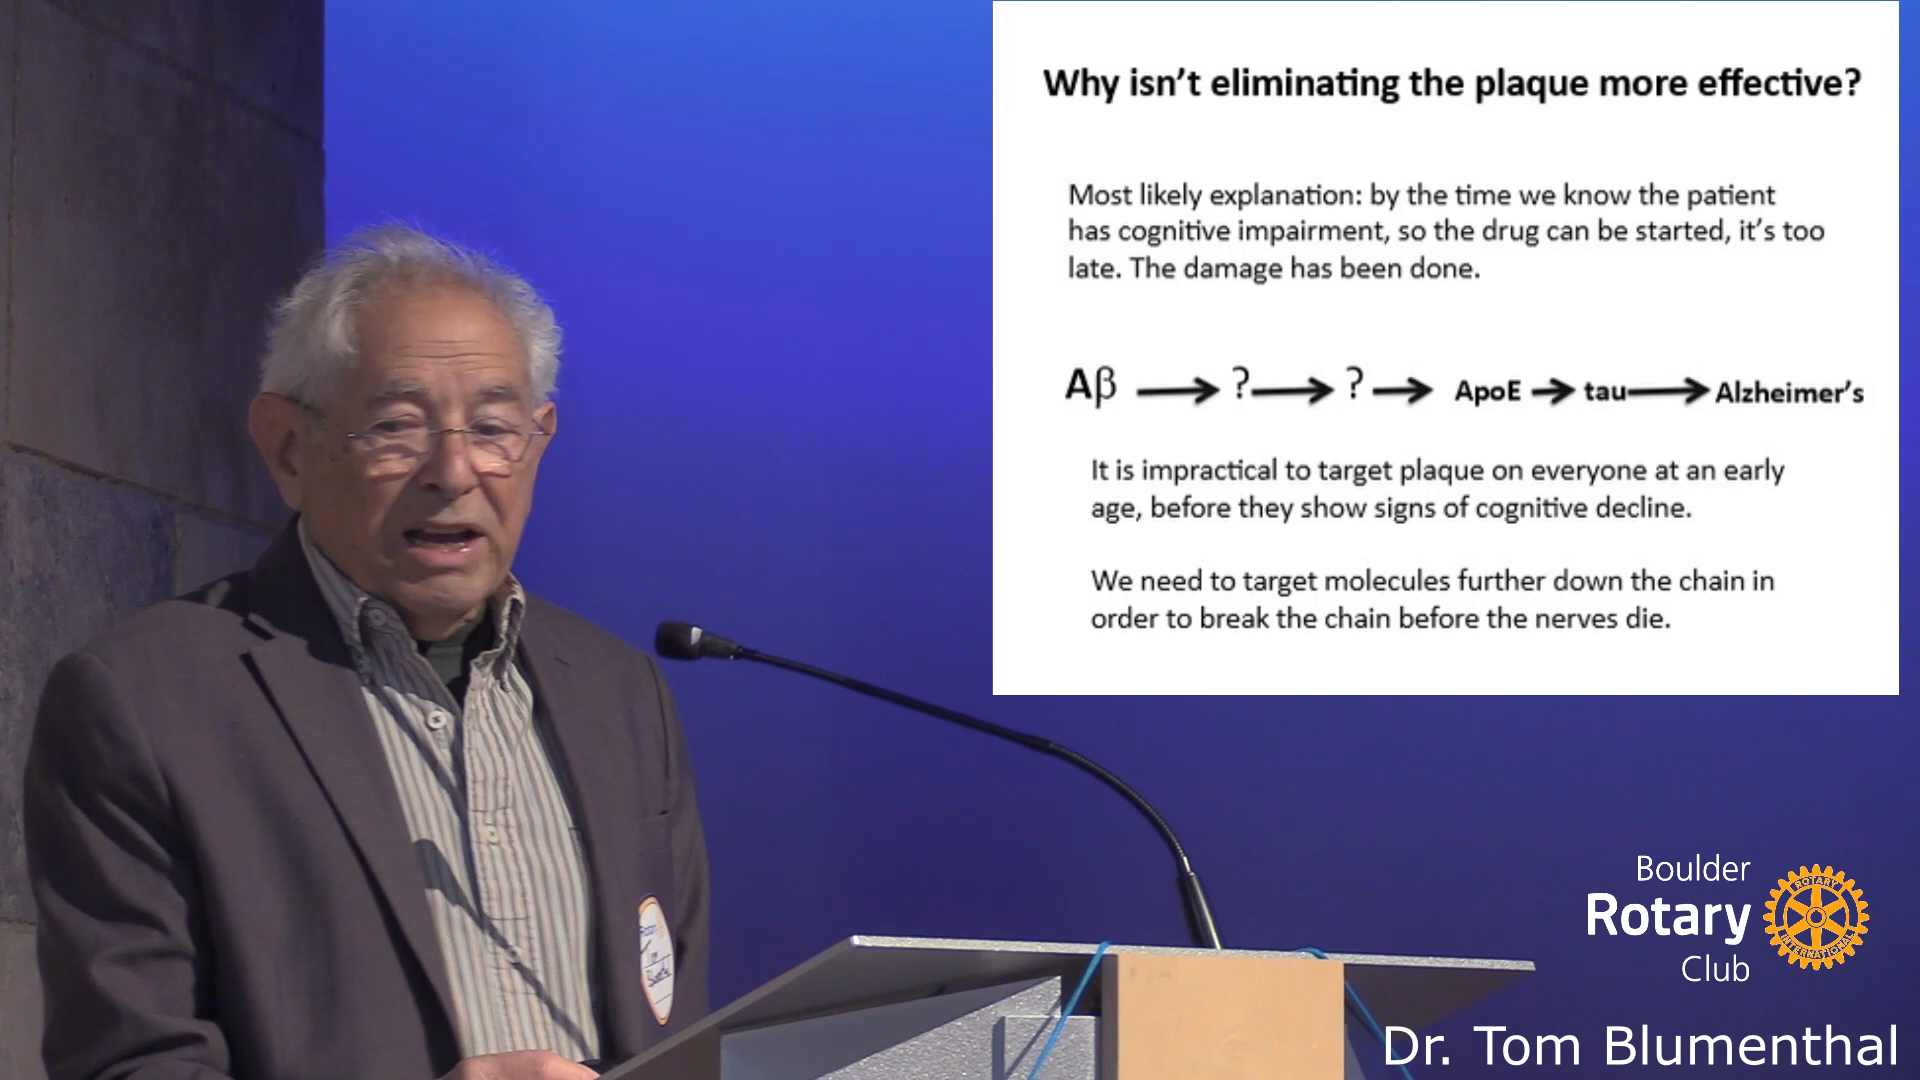 Why isn't eliminating the plaque more effective?
Most likely explanation: by the time we know the patient
has cognitive impairment, so the drug can be started, it's too
late. The damage has been done.
Aβ → ? → ? → ApoE → tau → Alzheimer's
It is impractical to target plaque on everyone at an early
age, before they show signs of cognitive decline.
We need to target molecules further down the chain in
order to break the chain before the nerves die.
Boulder
Rotary
Club
ROTARY
INTERNATIONAL
Dr. Tom Blumenthal
Rotary